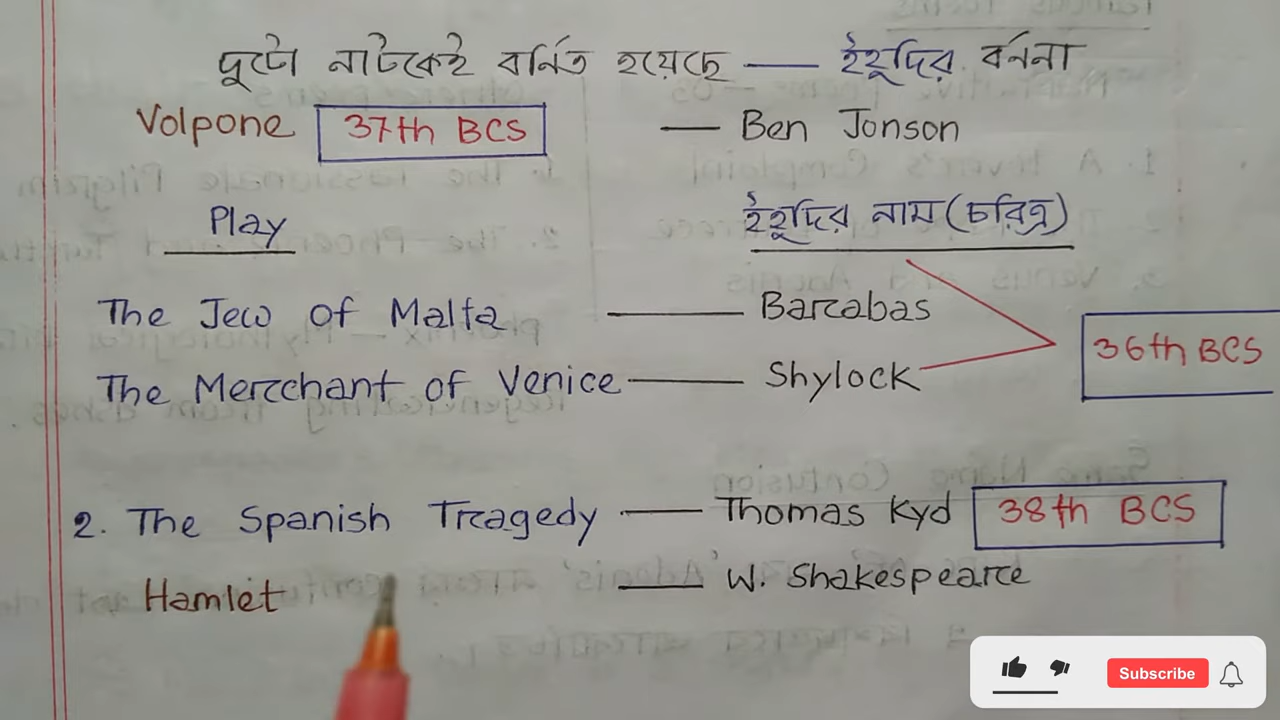 দুটো নাটকেই বর্নিত হয়েছে — ইহুদির বর্ননা
Volpone 37th BCS — Ben Jonson
Play ইহুদির নাম (চরিত্র)
The Jew of Malta — Barabas
The Merchant of Venice — Shylock
36th BCS
2. The Spanish Tragedy — Thomas Kyd 38th BCS
Hamlet — W. Shakespeare
Subscribe